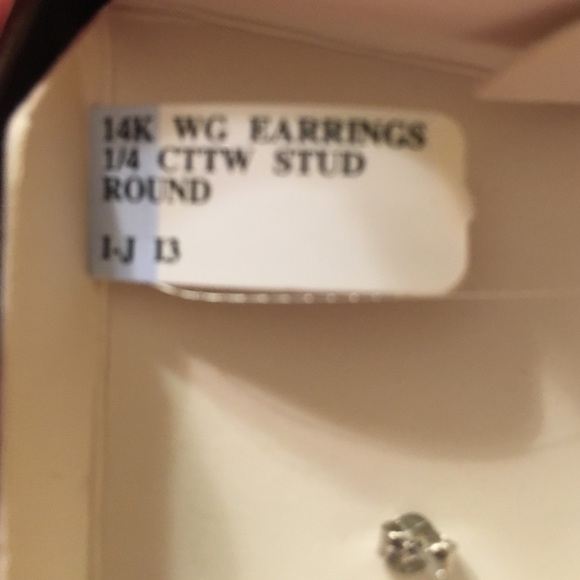 14K WG EARRINGS
1/4 CTTW STUD
ROUND
I-J I3